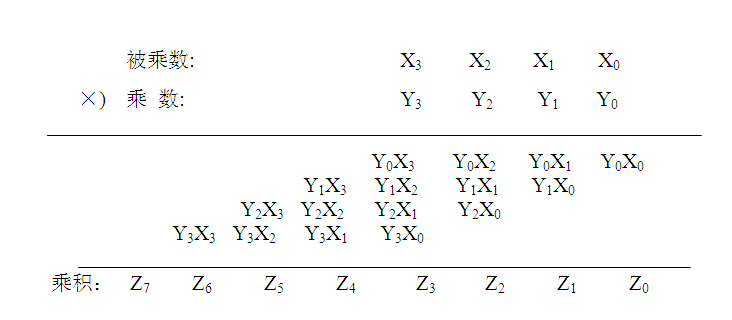 被乘数: X₃ X₂ X₁ X₀
×) 乘 数: Y₃ Y₂ Y₁ Y₀
Y₀X₃ Y₀X₂ Y₀X₁ Y₀X₀
Y₁X₃ Y₁X₂ Y₁X₁ Y₁X₀
Y₂X₃ Y₂X₂ Y₂X₁ Y₂X₀
Y₃X₃ Y₃X₂ Y₃X₁ Y₃X₀
乘积： Z₇ Z₆ Z₅ Z₄ Z₃ Z₂ Z₁ Z₀